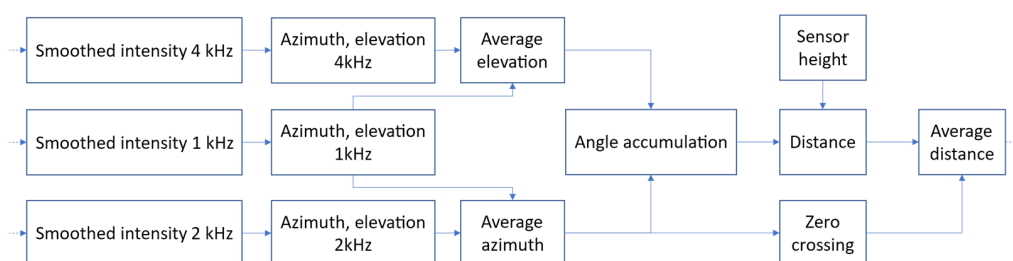 Smoothed intensity 4 kHz
Azimuth, elevation
4kHz
Average
elevation
Sensor
height
Smoothed intensity 1 kHz
Azimuth, elevation
1kHz
Angle accumulation
Distance
Average
distance
Smoothed intensity 2 kHz
Azimuth, elevation
2kHz
Average
azimuth
Zero
crossing